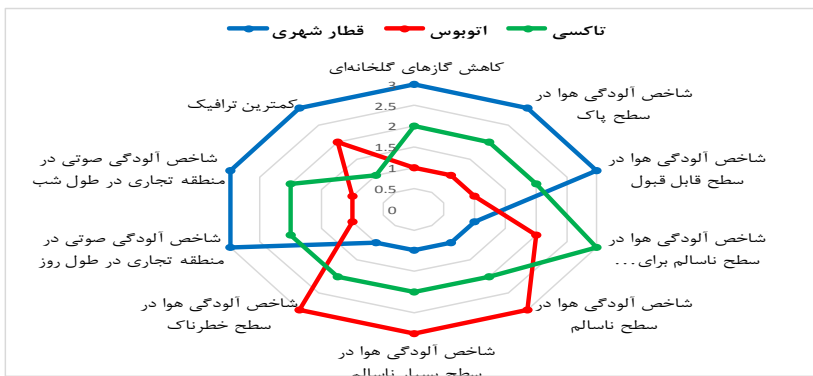 قطار شهری اتوبوس تاکسی
کاهش گازهای گلخانه‌ای
شاخص آلودگی هوا در
سطح پاک
شاخص آلودگی هوا در
سطح قابل قبول
شاخص آلودگی هوا در
سطح ناسالم برای...
شاخص آلودگی هوا در
سطح ناسالم
شاخص آلودگی هوا در
سطح بسیار ناسالم
شاخص آلودگی هوا در
سطح خطرناک
شاخص آلودگی صوتی در
منطقه تجاری در طول روز
شاخص آلودگی صوتی در
منطقه تجاری در طول شب
کمترین ترافیک
3
2.5
2
1.5
1
0.5
0